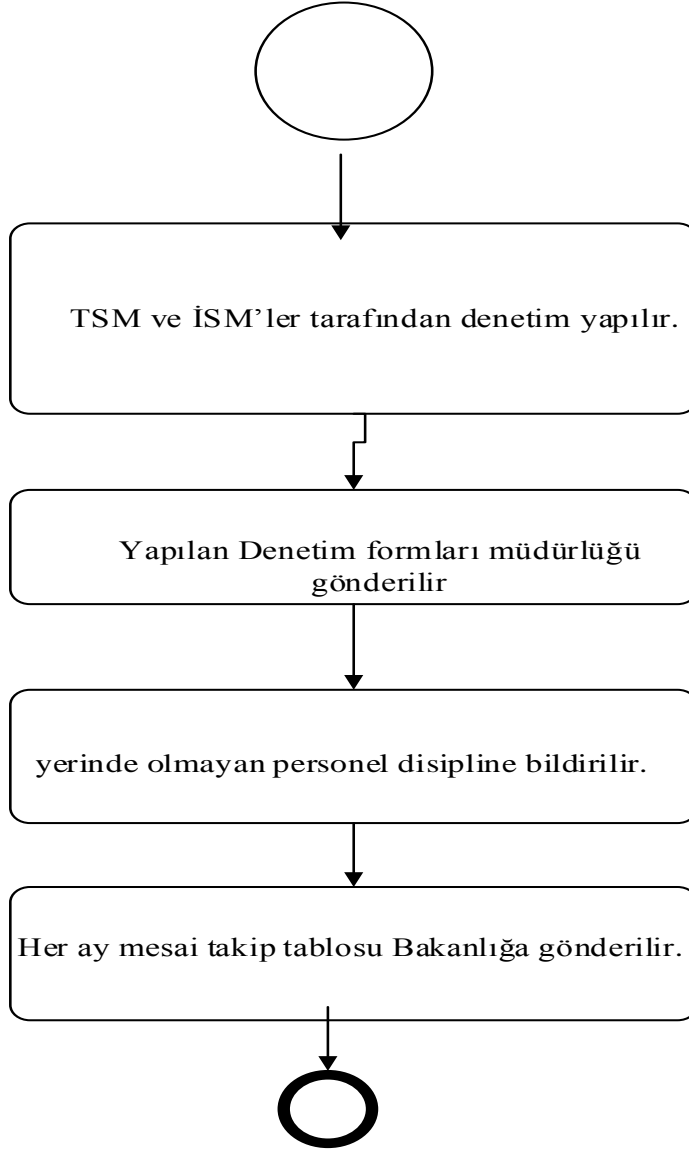 TSM ve İSM’ler tarafından denetim yapılır.
Yapılan Denetim formları müdürlüğü
gönderilir
yerinde olmayan personel disipline bildirilir.
Her ay mesai takip tablosu Bakanlığa gönderilir.